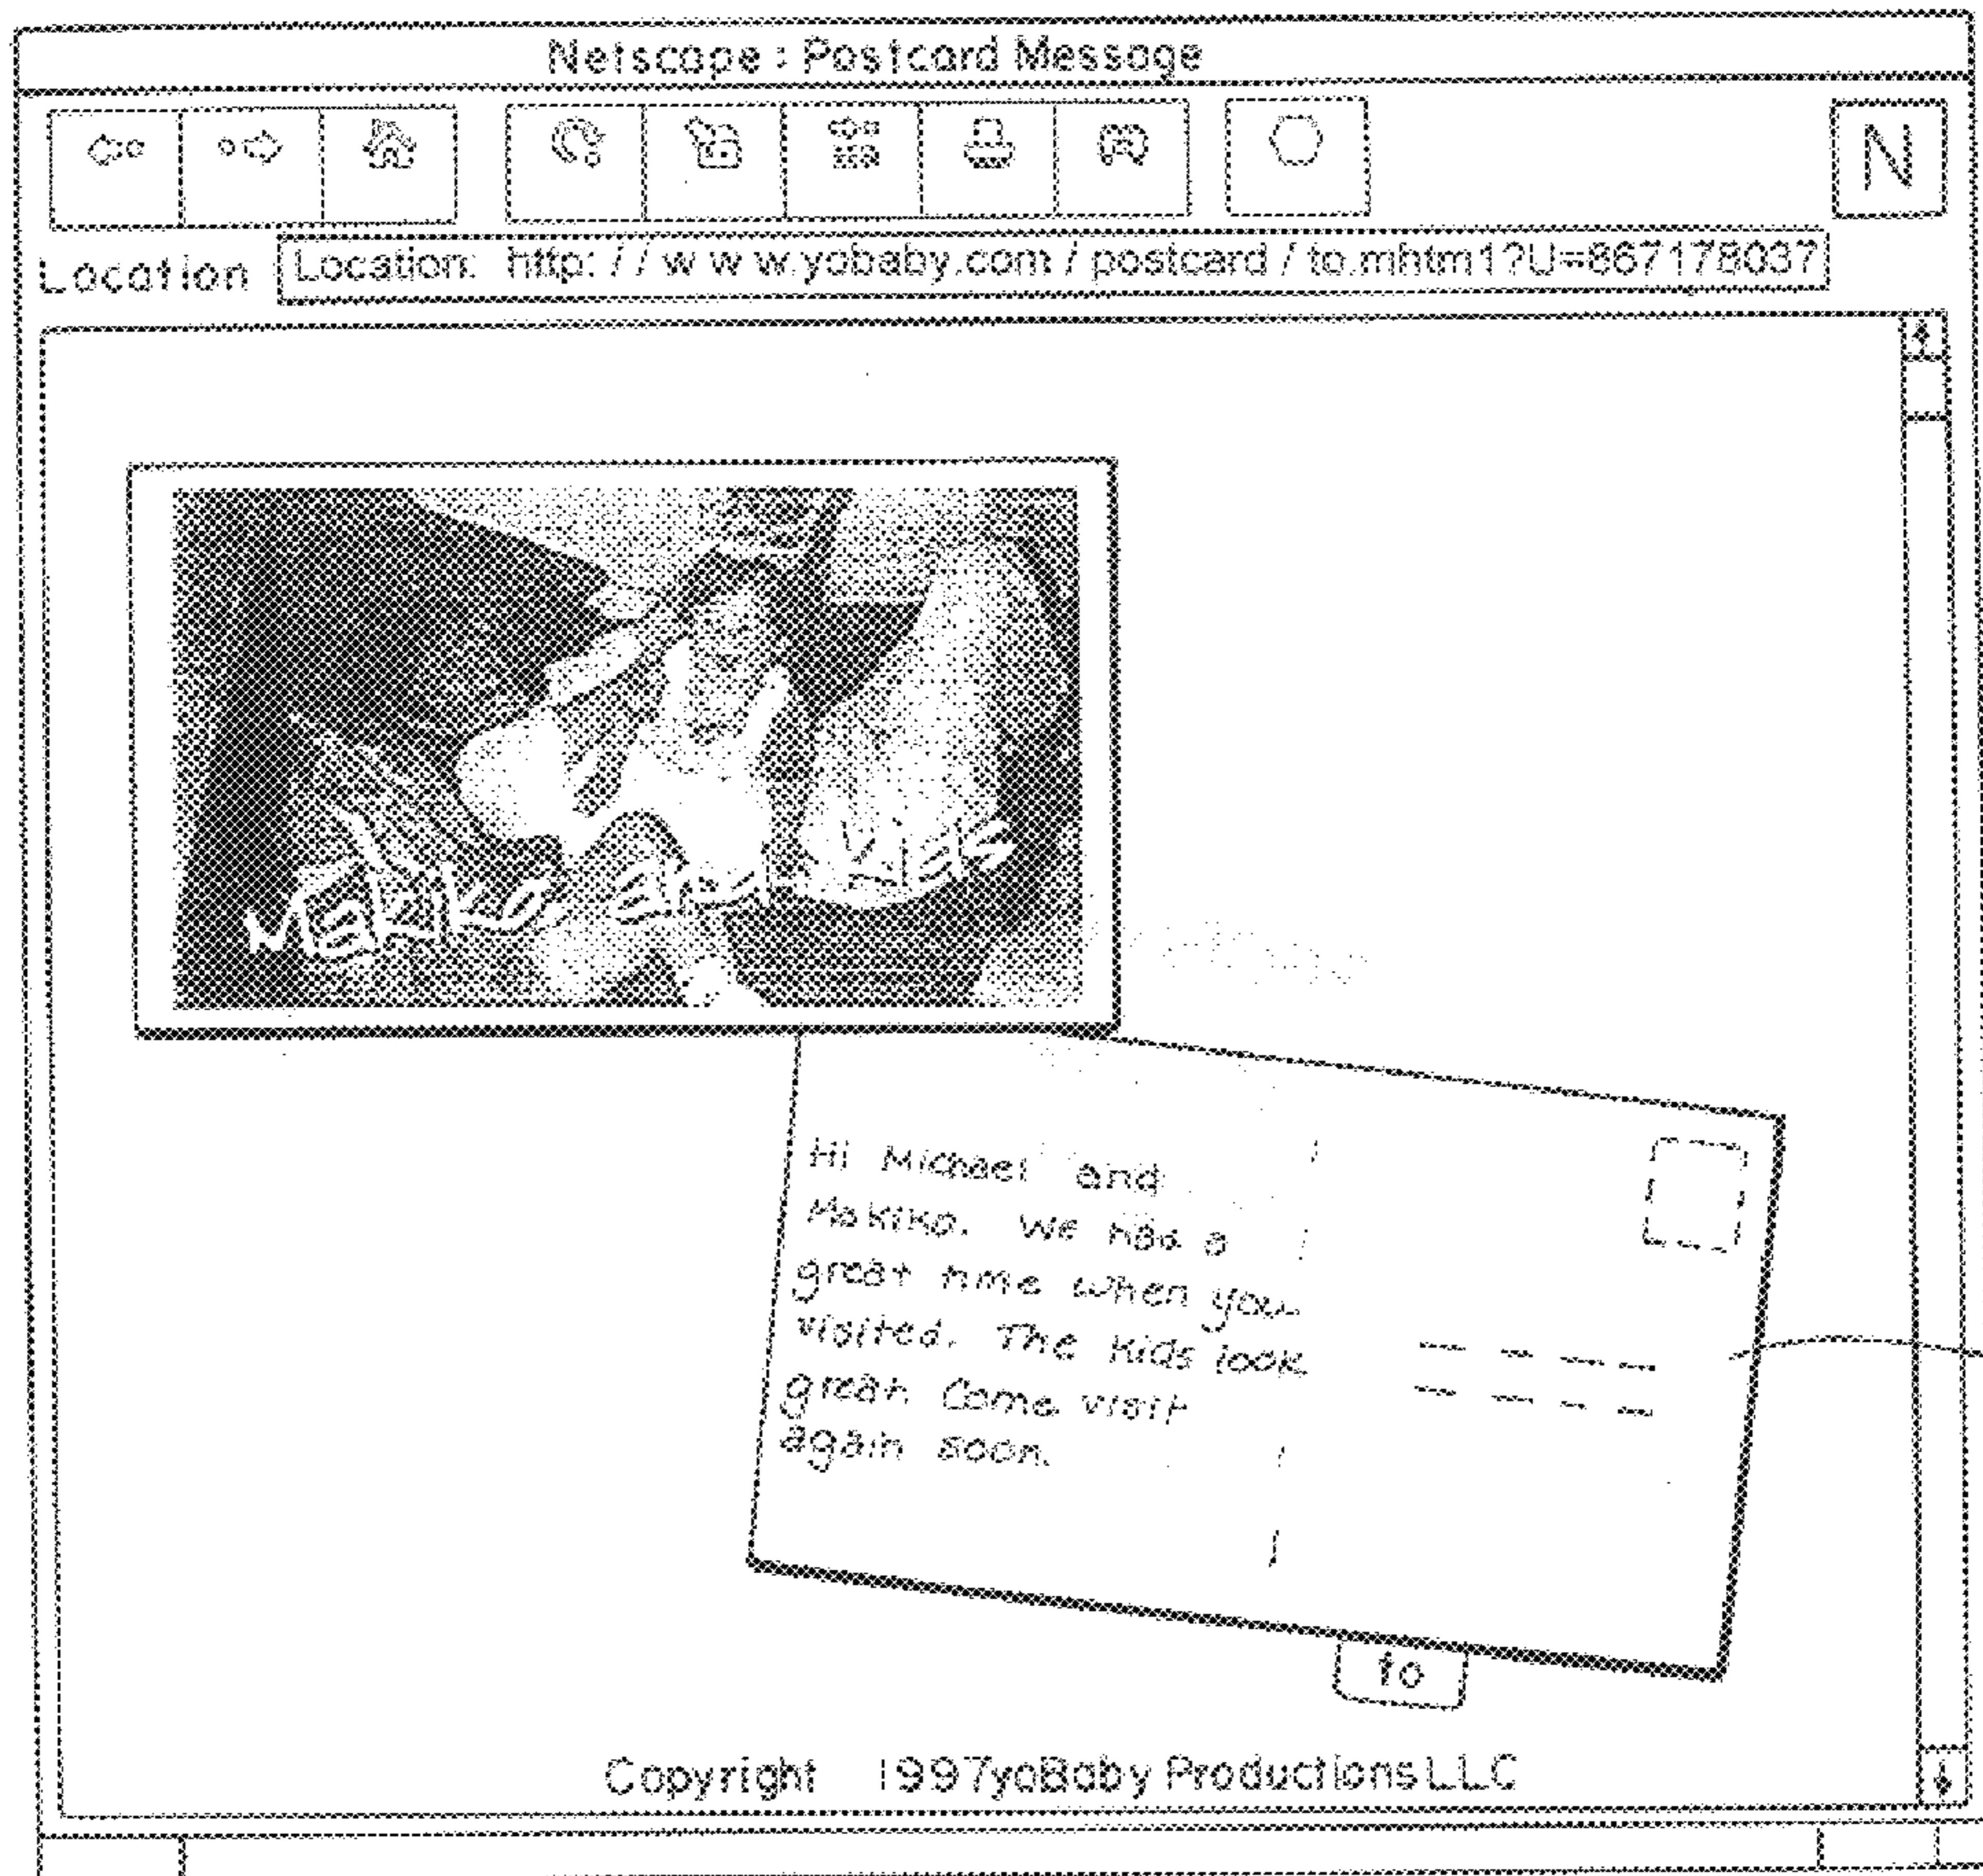 Netscape : Postcard Message
N
Location Location: http: / / w w w.yobaby.com / postcard / to.mhtm1?U=867178037
Makiko and
Hi Michael and
Makiko. We had a
great time when you
visited. The kids look
great. Come visit
again soon.
to
Copyright 1997yoBaby Productions LLC